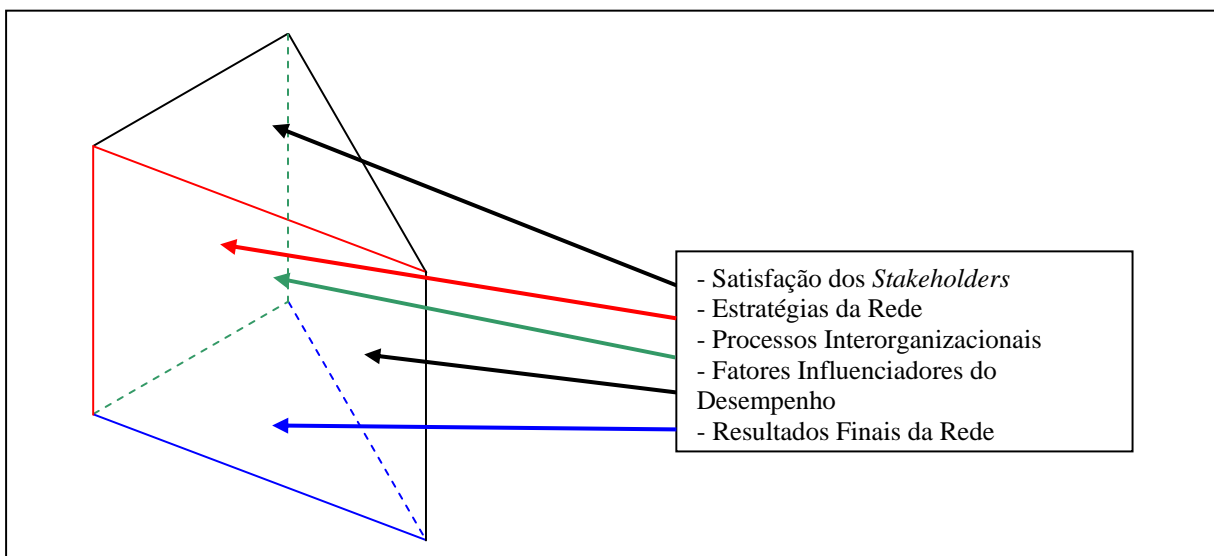 - Satisfação dos Stakeholders
- Estratégias da Rede
- Processos Interorganizacionais
- Fatores Influenciadores do
Desempenho
- Resultados Finais da Rede